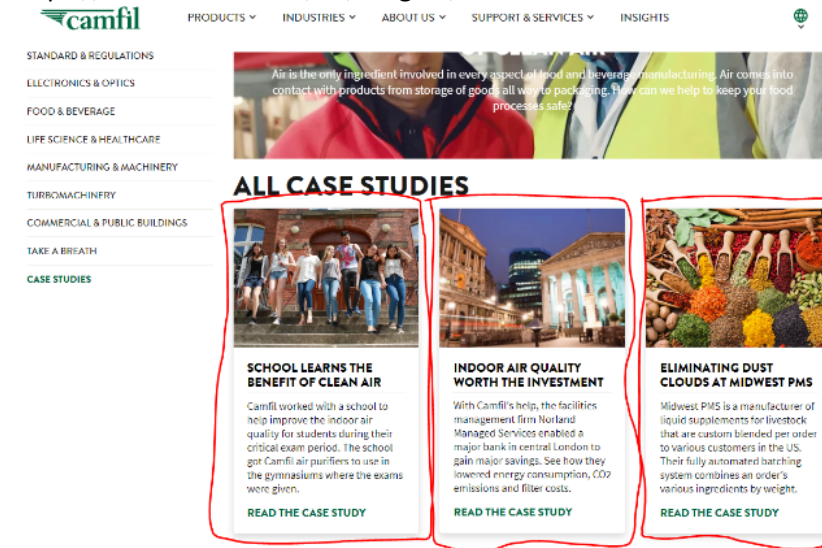 camfil
PRODUCTS
INDUSTRIES
ABOUT US
SUPPORT & SERVICES
INSIGHTS
STANDARD & REGULATIONS
ELECTRONICS & OPTICS
FOOD & BEVERAGE
LIFE SCIENCE & HEALTHCARE
MANUFACTURING & MACHINERY
TURBOMACHINERY
COMMERCIAL & PUBLIC BUILDINGS
TAKE A BREATH
CASE STUDIES
OF CLEAN AIR
Air is the only ingredient involved in every aspect of food and beverage manufacturing. Air comes into
contact with products from storage of goods all way to packaging. How can we help to keep your food
processes safe?
ALL CASE STUDIES
SCHOOL LEARNS THE
BENEFIT OF CLEAN AIR
Camfil worked with a school to
help improve the indoor air
quality for students during their
critical exam period. The school
got Camfil air purifiers to use in
the gymnasiums where the exams
were given.
READ THE CASE STUDY
INDOOR AIR QUALITY
WORTH THE INVESTMENT
With Camfil's help, the facilities
management firm Norland
Managed Services enabled a
major bank in central London to
gain major savings. See how they
lowered energy consumption, CO2
emissions and filter costs.
READ THE CASE STUDY
ELIMINATING DUST
CLOUDS AT MIDWEST PMS
Midwest PMS is a manufacturer of
liquid supplements for livestock
that are custom blended per order
to various customers in the US.
Their fully automated batching
system combines an order's
various ingredients by weight.
READ THE CASE STUDY